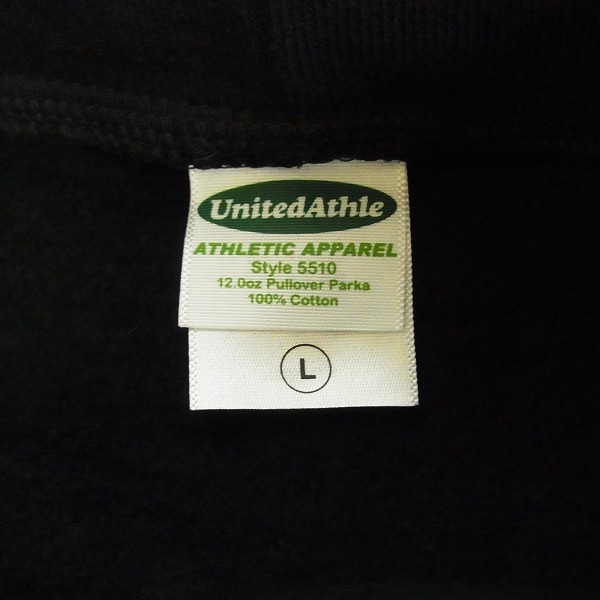 UnitedAthle
ATHLETIC APPAREL
Style 5510
12.0oz Pullover Parka
100% Cotton
L